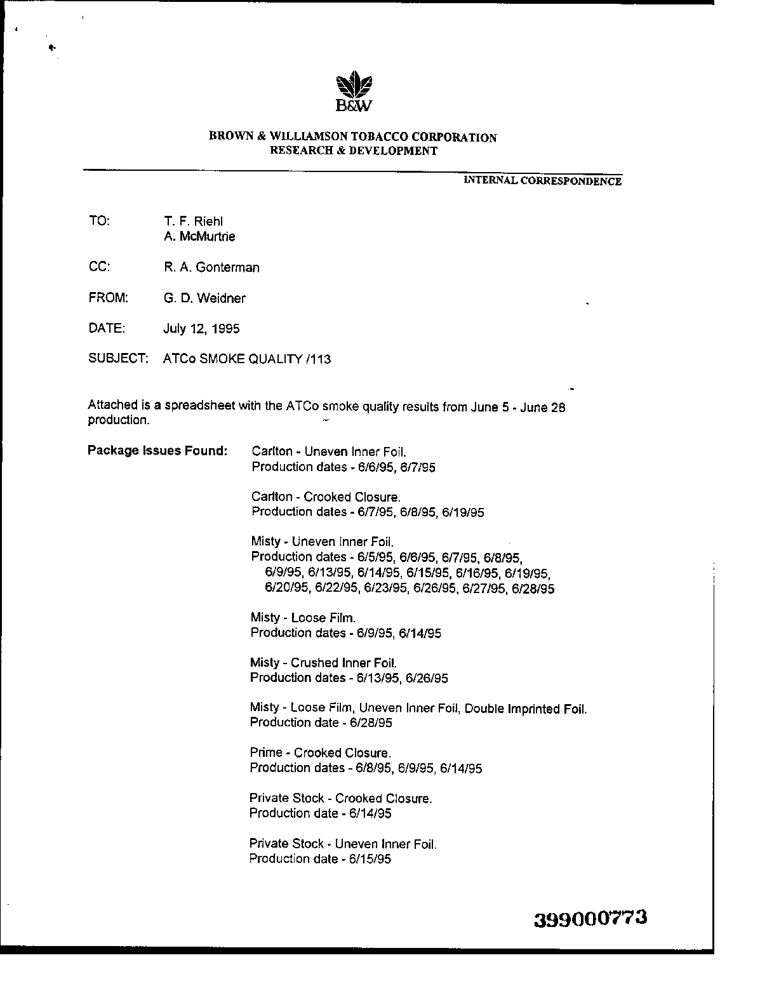 B&W
BROWN & WILLIAMSON TOBACCO CORPORATION
RESEARCH & DEVELOPMENT
INTERNAL CORRESPONDENCE
TO: T. F. Riehl
A. McMurtrie
CC: R. A. Gonterman
FROM: G. D. Weidner
DATE: July 12, 1995
SUBJECT: ATCo SMOKE QUALITY /113
Attached is a spreadsheet with the ATCo smoke quality results from June 5 - June 28
production.
Package Issues Found: Carlton - Uneven Inner Foil.
Production dates - 6/6/95, 6/7/95
Carlton - Crooked Closure.
Production dates - 6/7/95, 6/8/95, 6/19/95
Misty - Uneven Inner Foil.
Production dates - 6/5/95, 6/6/95, 6/7/95, 6/8/95,
6/9/95, 6/13/95, 6/14/95, 6/15/95, 6/16/95, 6/19/95,
6/20/95, 6/22/95, 6/23/95, 6/26/95, 6/27/95, 6/28/95
Misty - Loose Film.
Production dates - 6/9/95, 6/14/95
Misty - Crushed Inner Foil.
Production dates - 6/13/95, 6/26/95
Misty - Loose Film, Uneven Inner Foil, Double Imprinted Foil.
Production date - 6/28/95
Prime - Crooked Closure.
Production dates - 6/8/95, 6/9/95, 6/14/95
Private Stock - Crooked Closure.
Production date - 6/14/95
Private Stock - Uneven Inner Foil.
Production date - 6/15/95
399000773